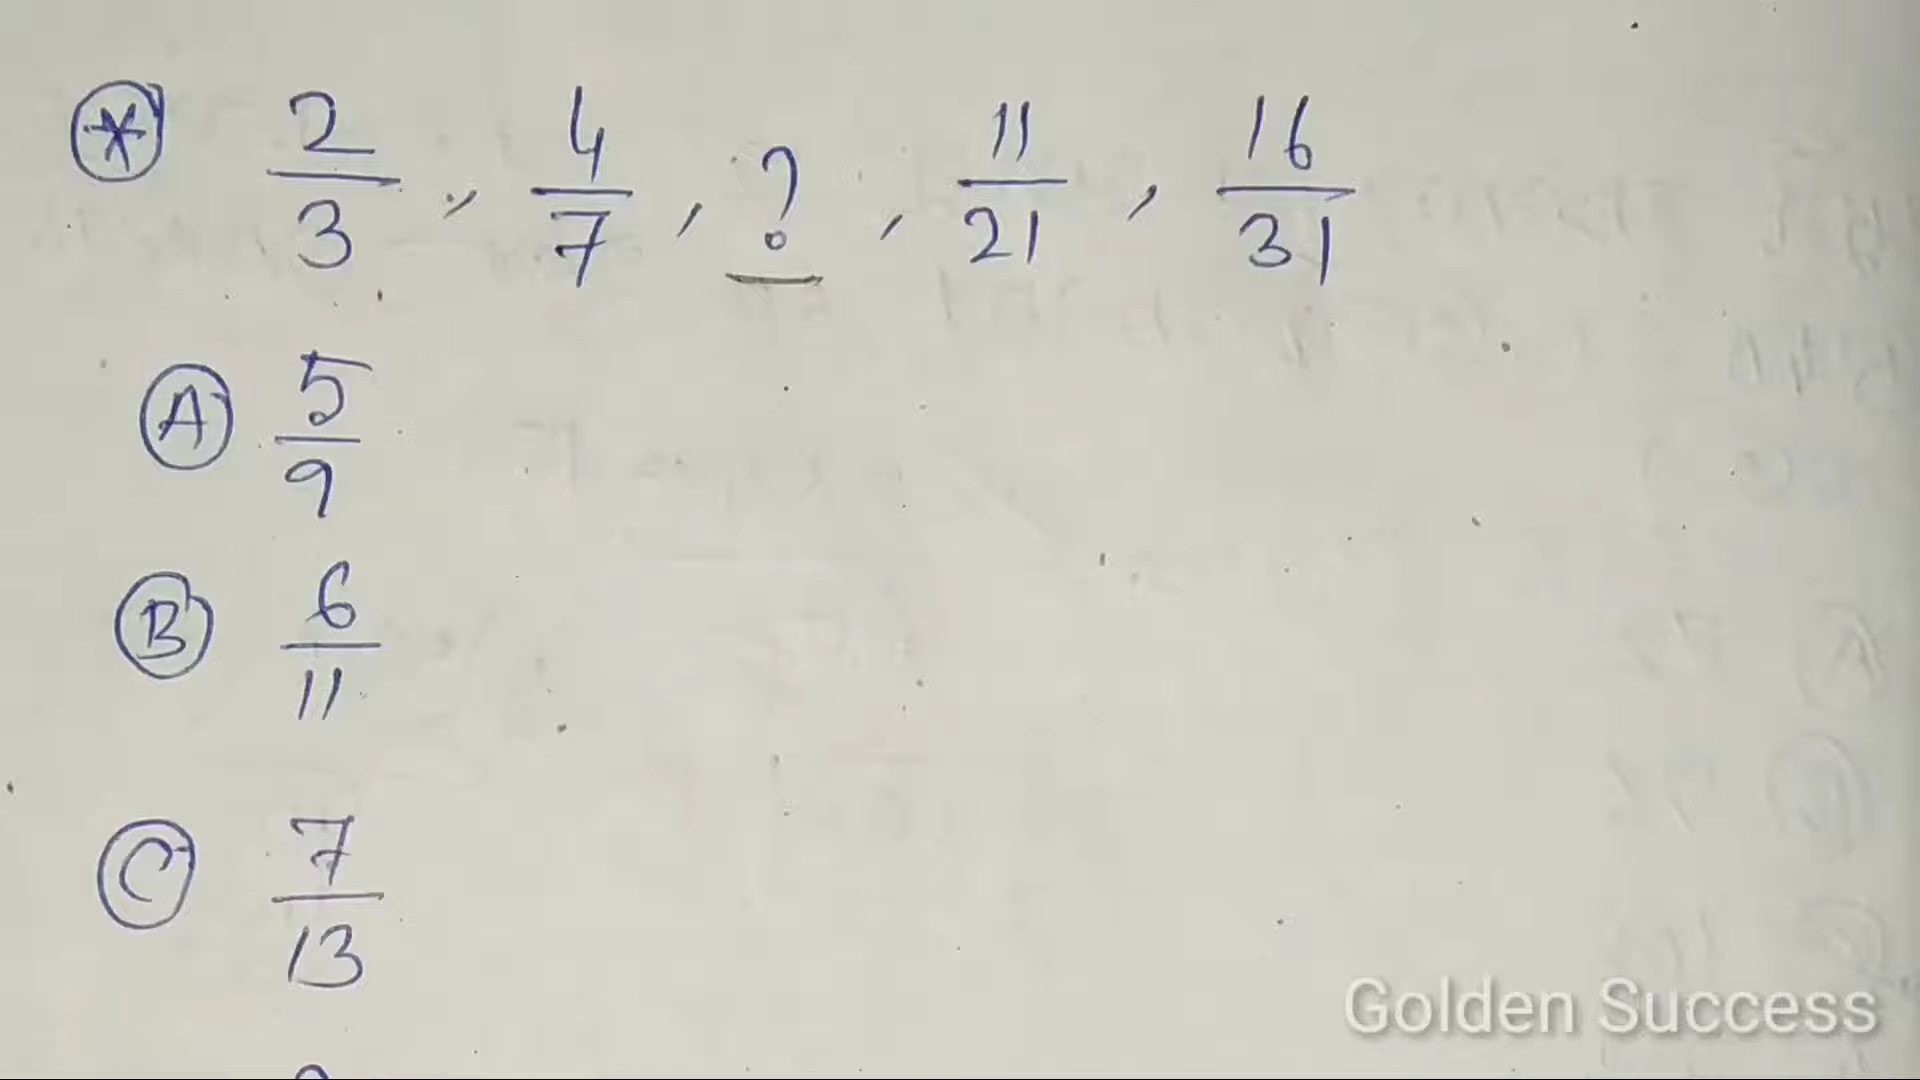 * 2/3, 4/7, ?, 11/21, 16/31
A 5/9
B 6/11
C 7/13
Golden Success